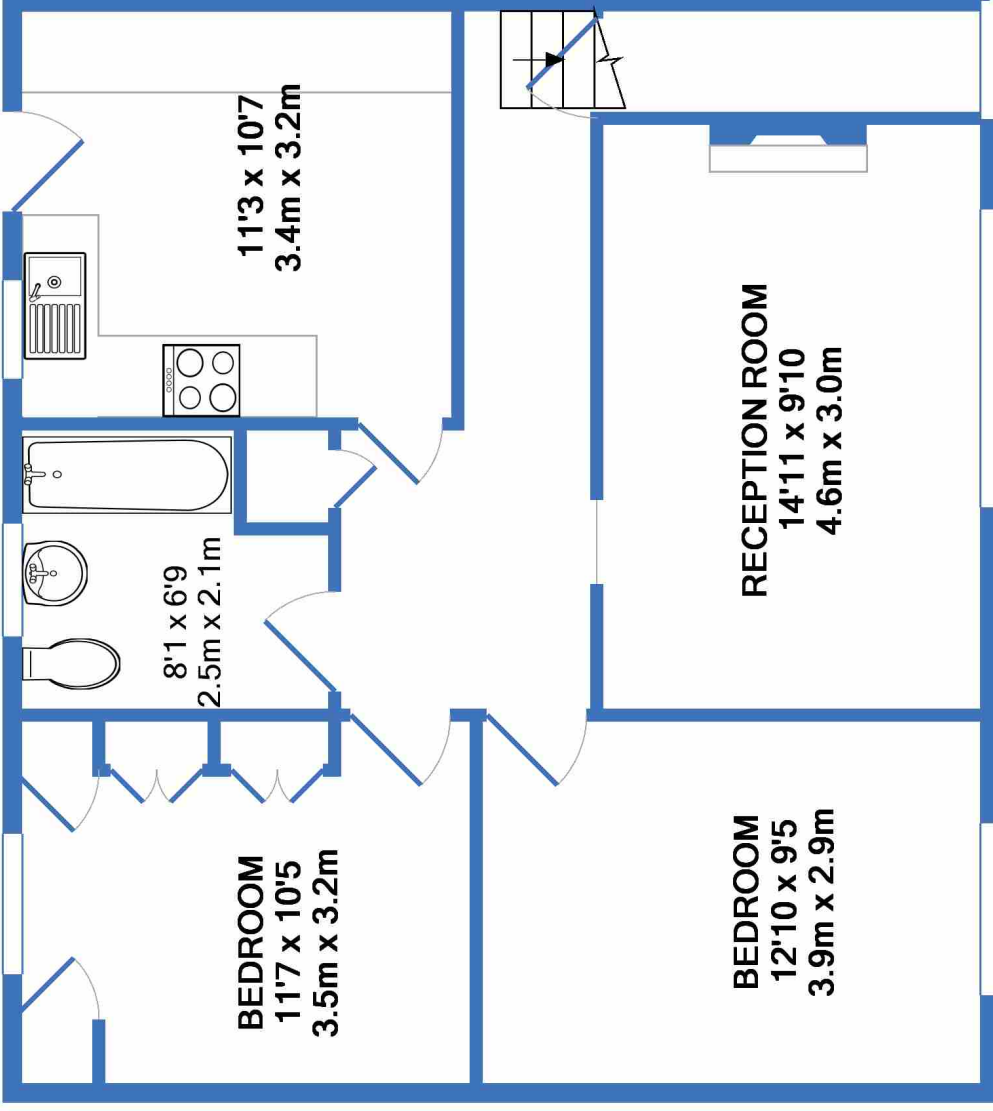 11'3 x 10'7
3.4m x 3.2m
RECEPTION ROOM
14'11 x 9'10
4.6m x 3.0m
8'1 x 6'9
2.5m x 2.1m
BEDROOM
11'7 x 10'5
3.5m x 3.2m
BEDROOM
12'10 x 9'5
3.9m x 2.9m